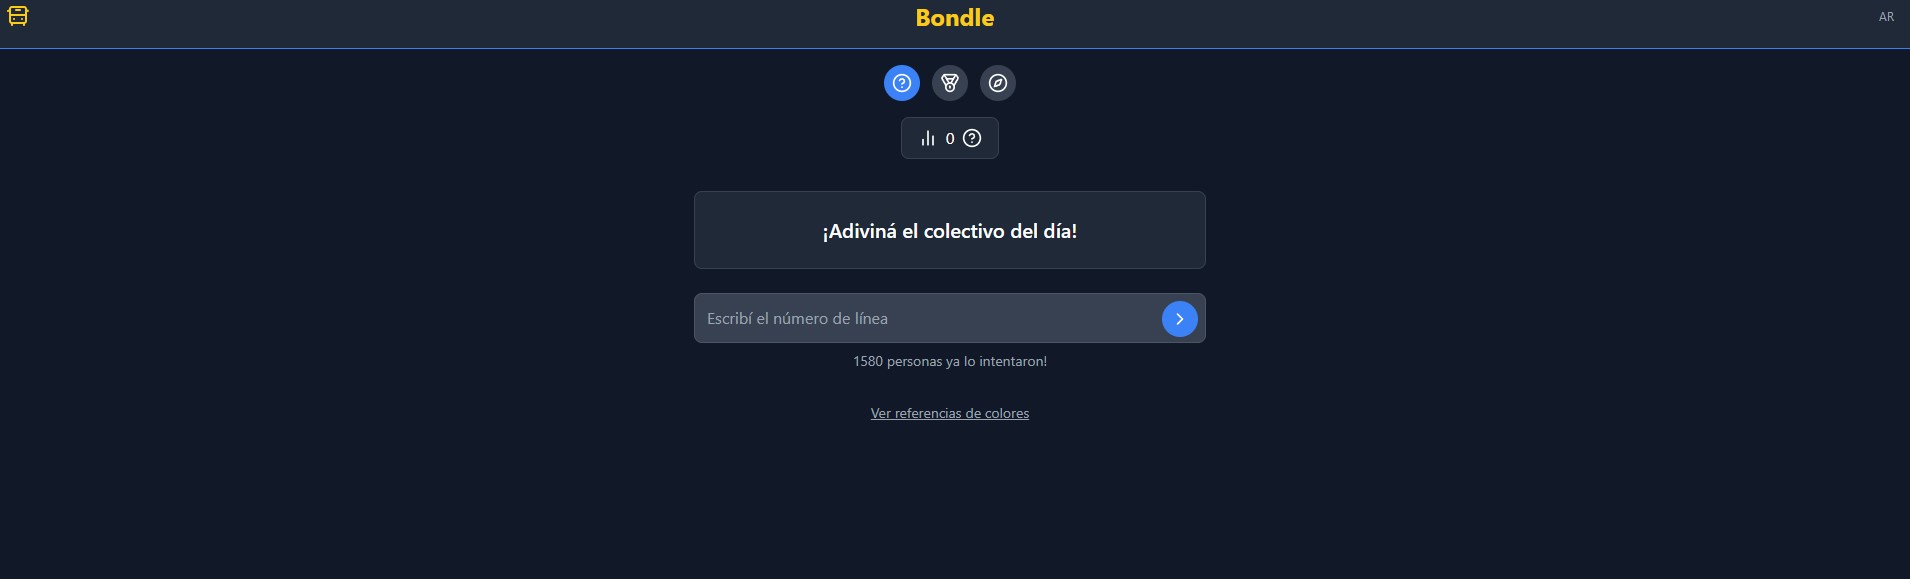 Bondle
AR
0
¡Adiviná el colectivo del día!
Escribí el número de línea
1580 personas ya lo intentaron!
Ver referencias de colores